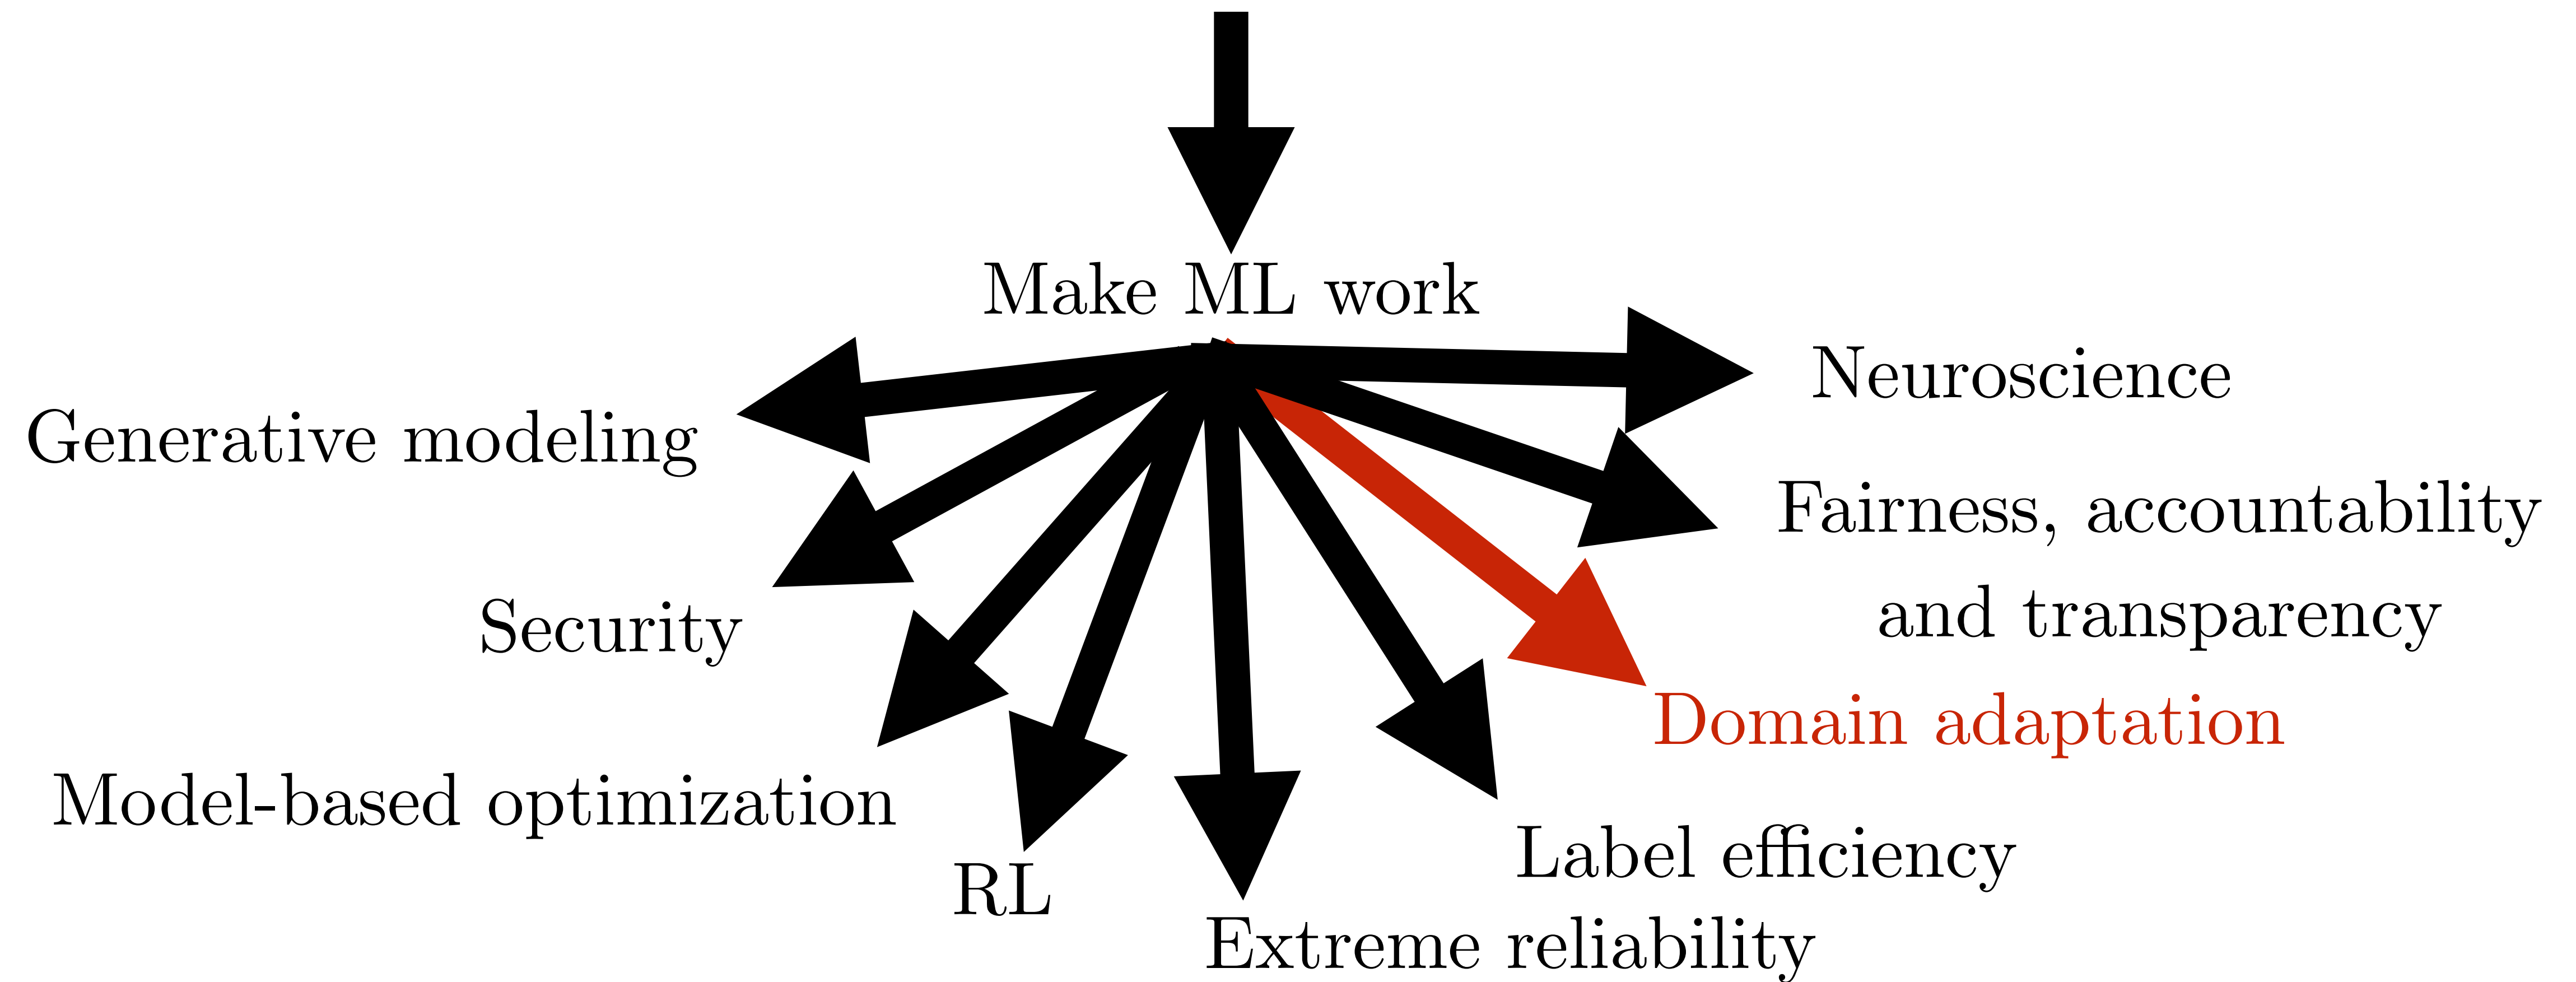 Make ML work
Neuroscience
Generative modeling
Fairness, accountability
and transparency
Security
Domain adaptation
Model-based optimization
Label efficiency
RL
Extreme reliability